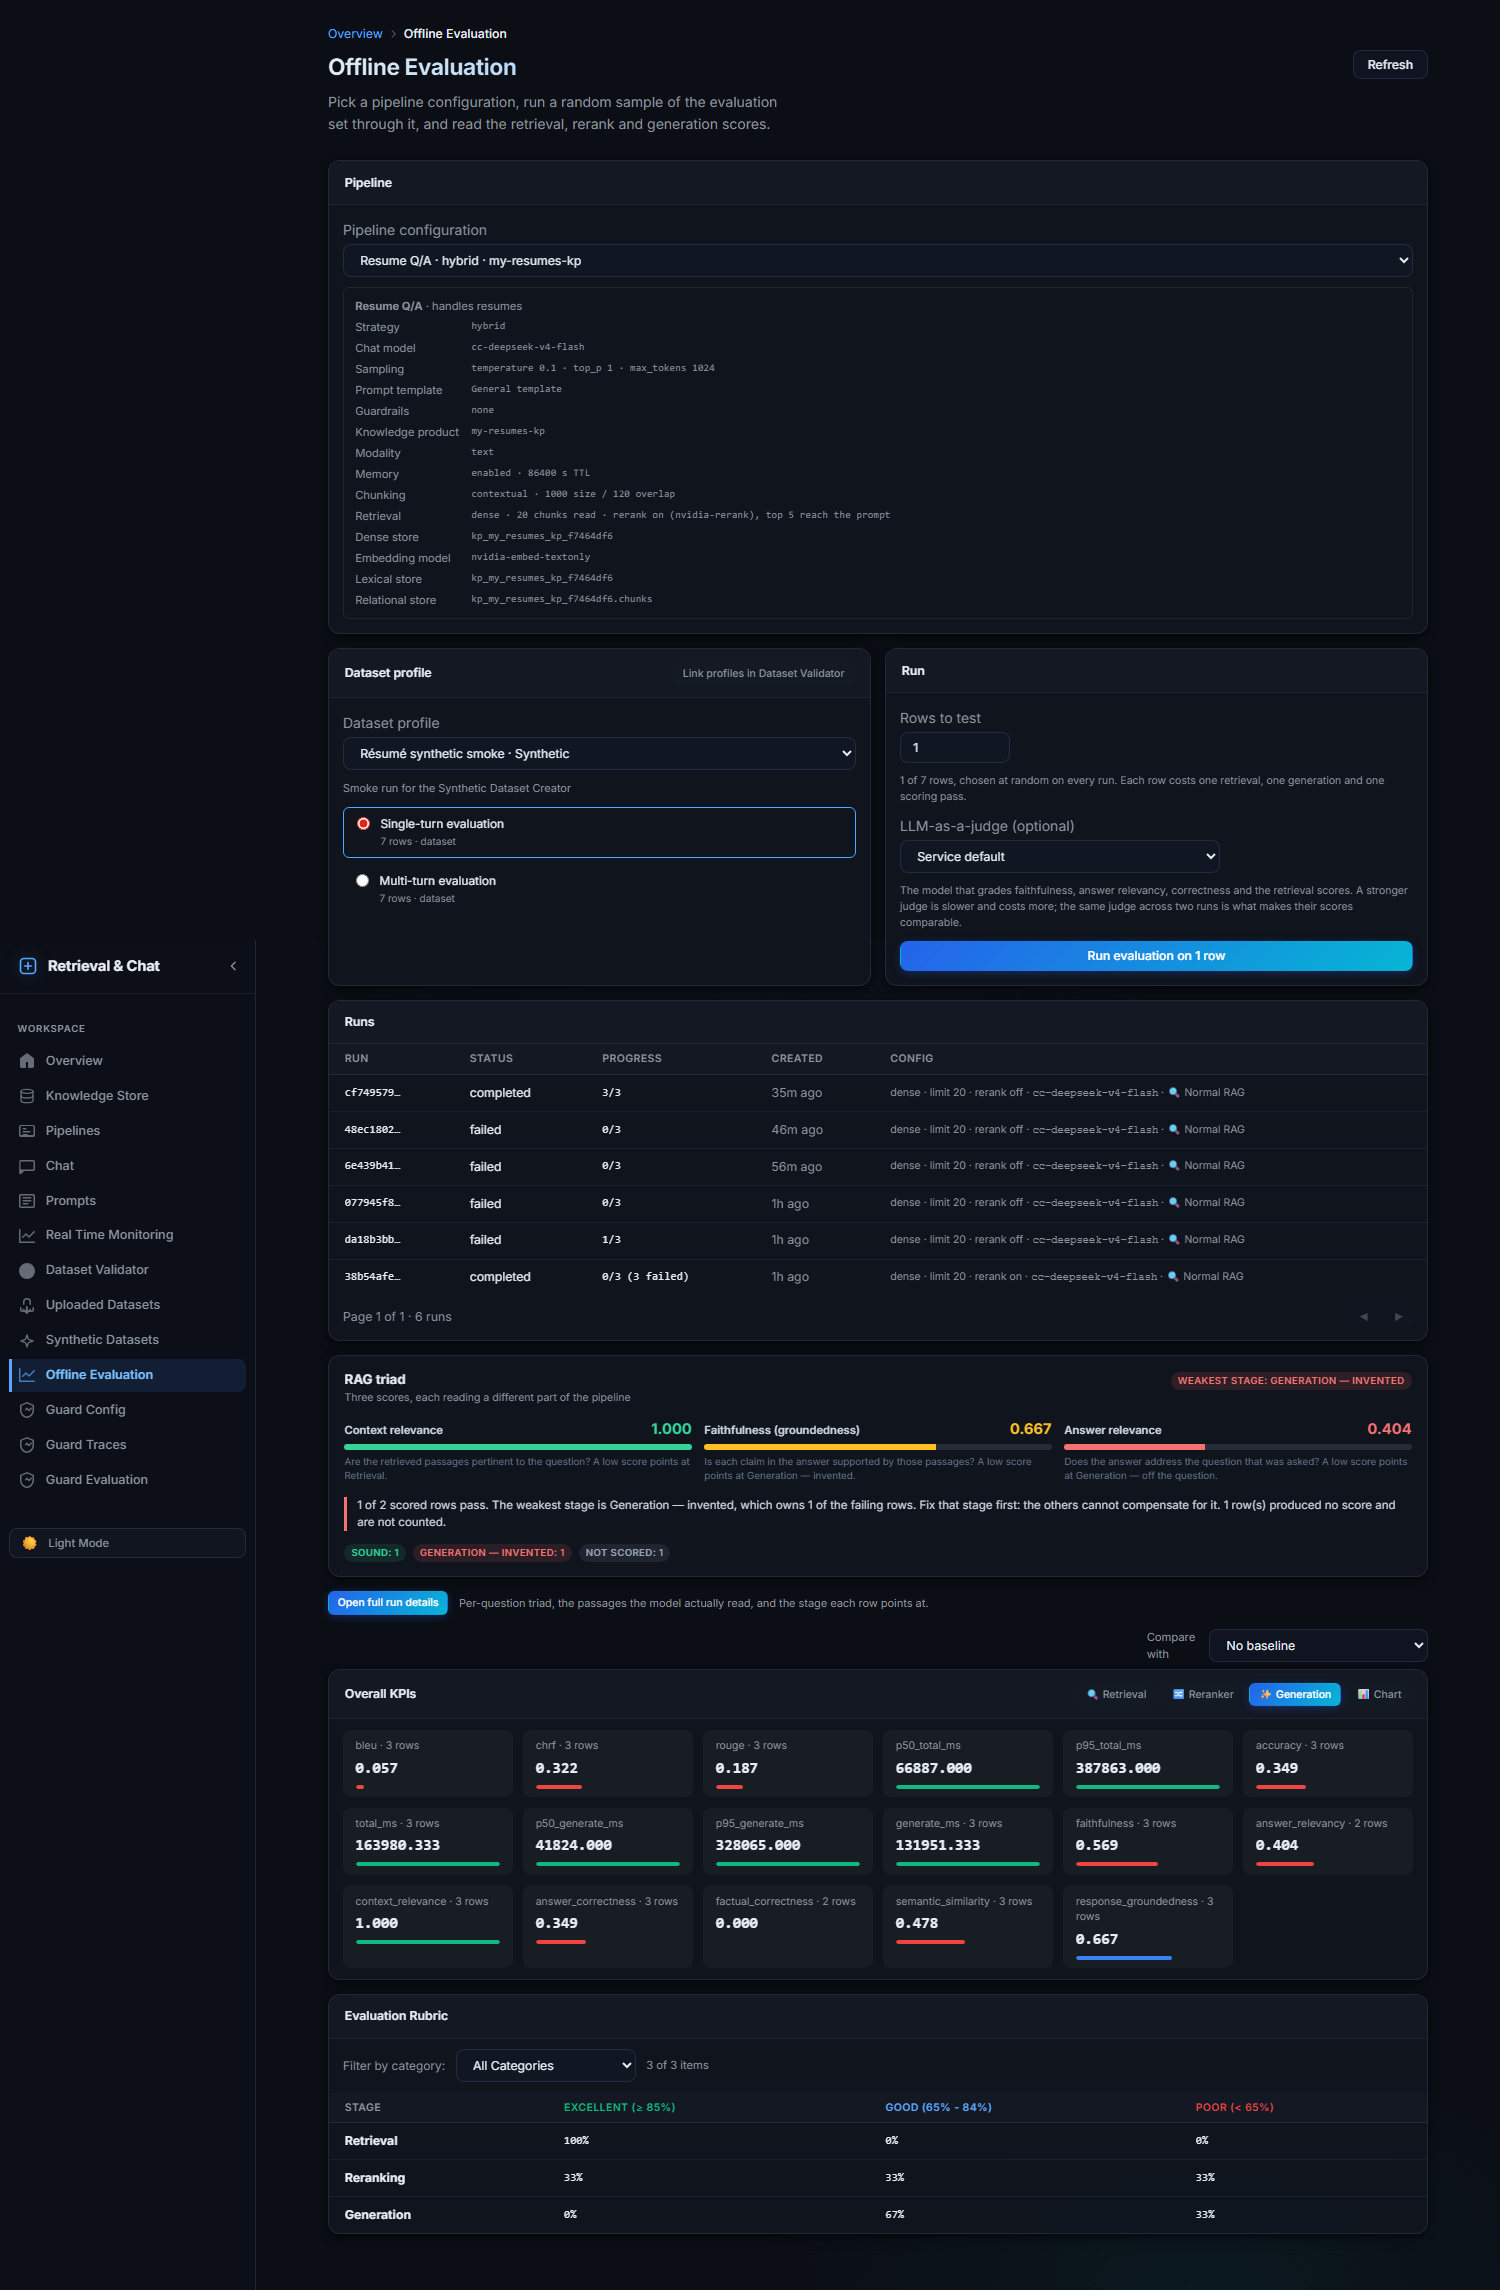 Overview > Offline Evaluation
Offline Evaluation
Refresh
Pick a pipeline configuration, run a random sample of the evaluation
set through it, and read the retrieval, rerank and generation scores.
Pipeline
Pipeline configuration
Resume Q/A · hybrid · my-resumes-kp
Resume Q/A · handles resumes
Strategy hybrid
Chat model cc-deepseek-v4-flash
Sampling temperature 0.1 · top_p 1 · max_tokens 1024
Prompt template General template
Guardrails none
Knowledge product my-resumes-kp
Modality text
Memory enabled · 86400 s TTL
Chunking contextual · 1000 size / 120 overlap
Retrieval dense · 20 chunks read · rerank on (nvidia-rerank), top 5 reach the prompt
Dense store kp_my_resumes_kp_f7464df6
Embedding model nvidia-embed-textonly
Lexical store kp_my_resumes_kp_f7464df6
Relational store kp_my_resumes_kp_f7464df6.chunks
Dataset profile
Link profiles in Dataset Validator
Dataset profile
Résumé synthetic smoke · Synthetic
Smoke run for the Synthetic Dataset Creator
Single-turn evaluation
7 rows · dataset
Multi-turn evaluation
7 rows · dataset
Run
Rows to test
1
1 of 7 rows, chosen at random on every run. Each row costs one retrieval, one generation and one
scoring pass.
LLM-as-a-judge (optional)
Service default
The model that grades faithfulness, answer relevancy, correctness and the retrieval scores. A stronger
judge is slower and costs more; the same judge across two runs is what makes their scores
comparable.
Run evaluation on 1 row
Retrieval & Chat
WORKSPACE
Overview
Knowledge Store
Pipelines
Chat
Prompts
Real Time Monitoring
Dataset Validator
Uploaded Datasets
Synthetic Datasets
Offline Evaluation
Guard Config
Guard Traces
Guard Evaluation
Light Mode
Runs
RUN STATUS PROGRESS CREATED CONFIG
cf749579… completed 3/3 35m ago dense · limit 20 · rerank off · cc-deepseek-v4-flash · Normal RAG
48ec1802… failed 0/3 46m ago dense · limit 20 · rerank off · cc-deepseek-v4-flash · Normal RAG
6e439b41… failed 0/3 56m ago dense · limit 20 · rerank off · cc-deepseek-v4-flash · Normal RAG
077945f8… failed 0/3 1h ago dense · limit 20 · rerank off · cc-deepseek-v4-flash · Normal RAG
da18b3bb… failed 1/3 1h ago dense · limit 20 · rerank off · cc-deepseek-v4-flash · Normal RAG
38b54afe… completed 0/3 (3 failed) 1h ago dense · limit 20 · rerank on · cc-deepseek-v4-flash · Normal RAG
Page 1 of 1 · 6 runs
RAG triad
Three scores, each reading a different part of the pipeline
WEAKEST STAGE: GENERATION — INVENTED
Context relevance 1.000
Are the retrieved passages pertinent to the question? A low score points at
Retrieval.
Faithfulness (groundedness) 0.667
Is each claim in the answer supported by those passages? A low score
points at Generation — invented.
Answer relevance 0.404
Does the answer address the question that was asked? A low score points
at Generation — off the question.
1 of 2 scored rows pass. The weakest stage is Generation — invented, which owns 1 of the failing rows. Fix that stage first: the others cannot compensate for it. 1 row(s) produced no score and
are not counted.
SOUND: 1 GENERATION — INVENTED: 1 NOT SCORED: 1
Open full run details Per-question triad, the passages the model actually read, and the stage each row points at.
Compare
with
No baseline
Overall KPIs
Retrieval Reranker Generation Chart
bleu · 3 rows
0.057
chrf · 3 rows
0.322
rouge · 3 rows
0.187
p50_total_ms
66887.000
p95_total_ms
387863.000
accuracy · 3 rows
0.349
total_ms · 3 rows
163980.333
p50_generate_ms
41824.000
p95_generate_ms
328065.000
generate_ms · 3 rows
131951.333
faithfulness · 3 rows
0.569
answer_relevancy · 2 rows
0.404
context_relevance · 3 rows
1.000
answer_correctness · 3 rows
0.349
factual_correctness · 2 rows
0.000
semantic_similarity · 3 rows
0.478
response_groundedness · 3
rows
0.667
Evaluation Rubric
Filter by category: All Categories 3 of 3 items
STAGE EXCELLENT (≥ 85%) GOOD (65% - 84%) POOR (< 65%)
Retrieval 100% 0% 0%
Reranking 33% 33% 33%
Generation 0% 67% 33%